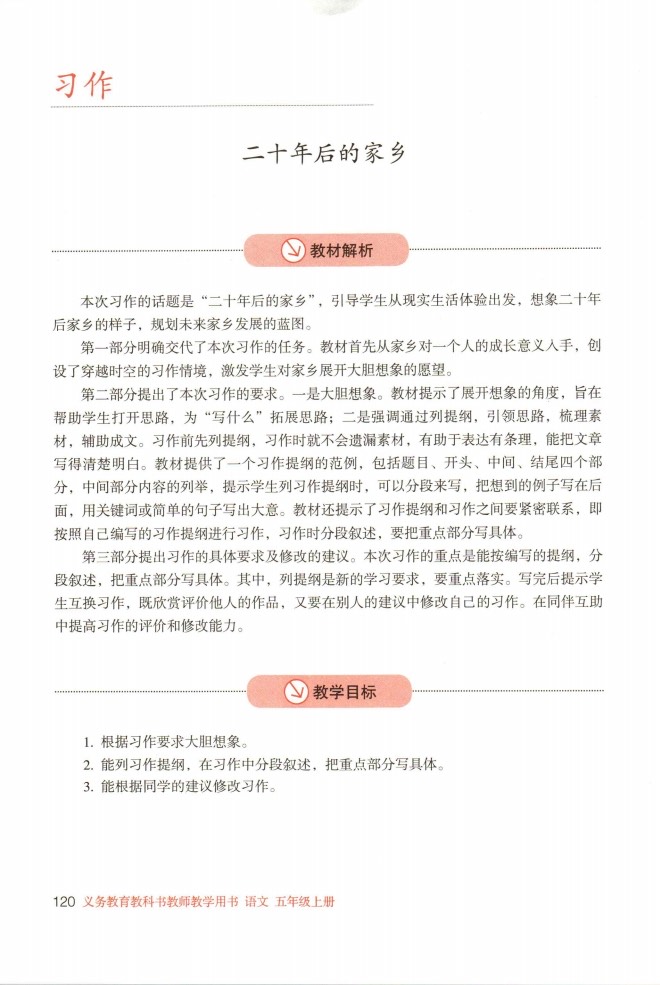 习作
二十年后的家乡
教材解析
本次习作的话题是“二十年后的家乡”，引导学生从现实生活体验出发，想象二十年
后家乡的样子，规划未来家乡发展的蓝图。
第一部分明确交代了本次习作的任务。教材首先从家乡对一个人的成长意义入手，创
设了穿越时空的习作情境，激发学生对家乡展开大胆想象的愿望。
第二部分提出了本次习作的要求。一是大胆想象。教材提示了展开想象的角度，旨在
帮助学生打开思路，为“写什么”拓展思路；二是强调通过列提纲，引领思路，梳理素
材，辅助成文。习作前先列提纲，习作时就不会遗漏素材，有助于表达有条理，能把文章
写得清楚明白。教材提供了一个习作提纲的范例，包括题目、开头、中间、结尾四个部
分，中间部分内容的列举，提示学生列习作提纲时，可以分段来写，把想到的例子写在后
面，用关键词或简单的句子写出大意。教材还提示了习作提纲和习作之间要紧密联系，即
按照自己编写的习作提纲进行习作，习作时分段叙述，要把重点部分写具体。
第三部分提出习作的具体要求及修改的建议。本次习作的重点是能按编写的提纲，分
段叙述，把重点部分写具体。其中，列提纲是新的学习要求，要重点落实。写完后提示学
生互换习作，既欣赏评价他人的作品，又要在别人的建议中修改自己的习作。在同伴互助
中提高习作的评价和修改能力。
教学目标
1. 根据习作要求大胆想象。
2. 能列习作提纲，在习作中分段叙述，把重点部分写具体。
3. 能根据同学的建议修改习作。
120 义务教育教科书教师教学用书 语文 五年级上册